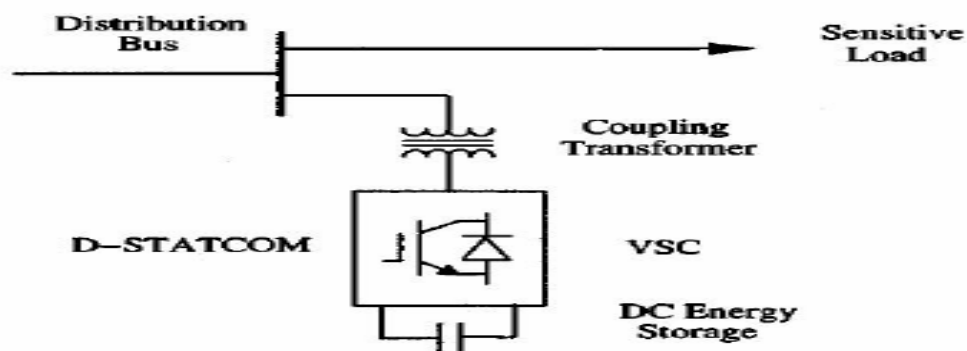 Distribution
Bus
Sensitive
Load
Coupling
Transformer
D-STATCOM
VSC
DC Energy
Storage